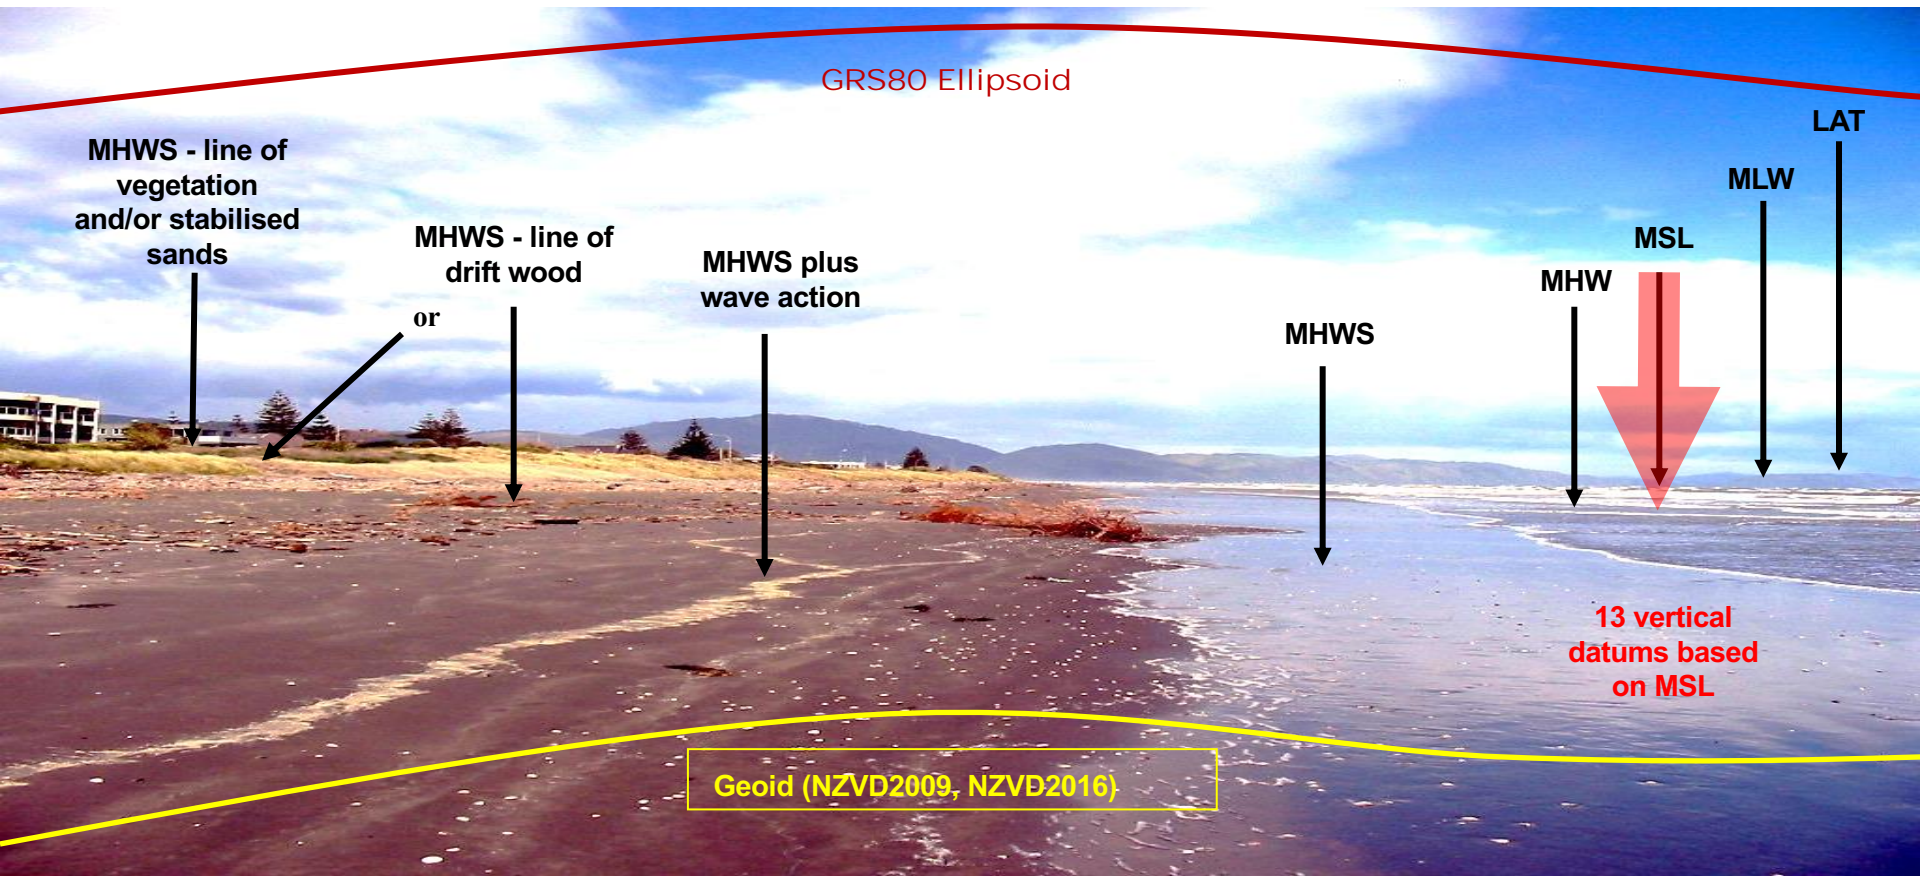 GRS80 Ellipsoid
MHWS - line of
vegetation
and/or stabilised
sands
or
MHWS - line of
drift wood
MHWS plus
wave action
MHWS
MHW
MSL
MLW
LAT
13 vertical
datums based
on MSL
Geoid (NZVD2009, NZVD2016)